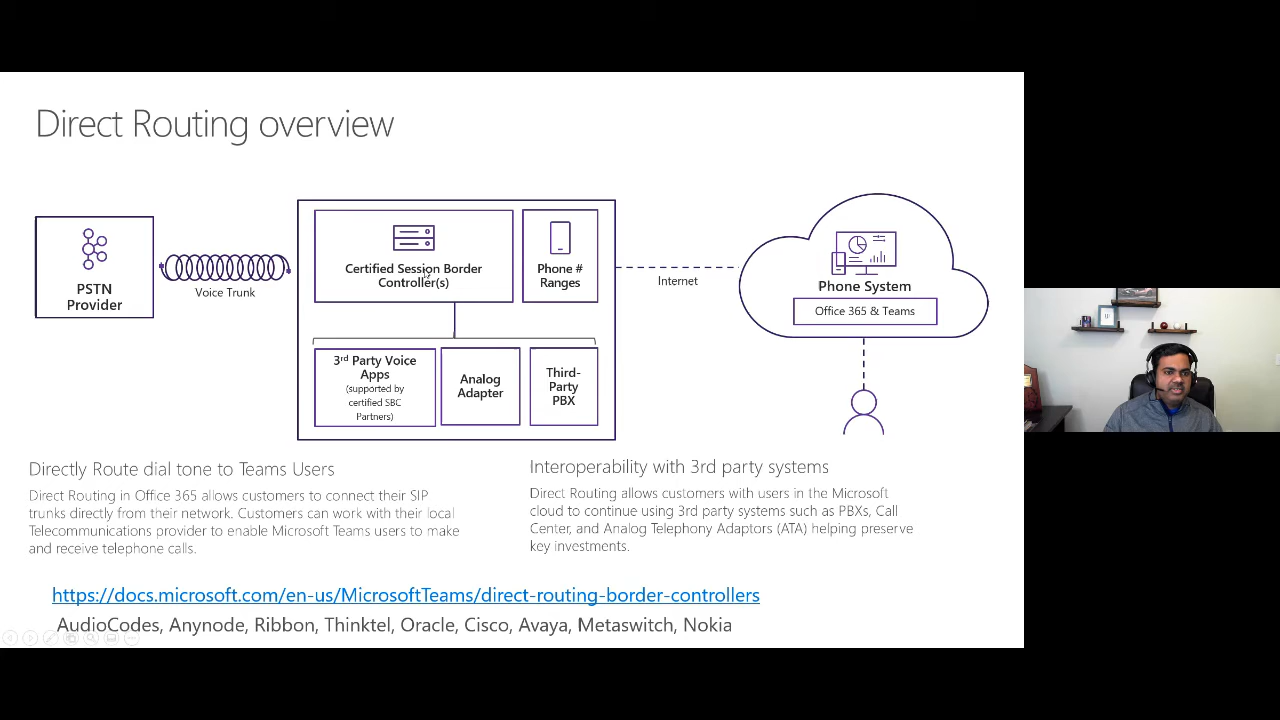 Direct Routing overview
PSTN
Provider
Voice Trunk
Certified Session Border
Controller(s)
Phone #
Ranges
3rd Party Voice
Apps
(supported by
certified SBC
Partners)
Analog
Adapter
Third-
Party
PBX
Internet
Phone System
Office 365 & Teams
Directly Route dial tone to Teams Users
Direct Routing in Office 365 allows customers to connect their SIP
trunks directly from their network. Customers can work with their local
Telecommunications provider to enable Microsoft Teams users to make
and receive telephone calls.
Interoperability with 3rd party systems
Direct Routing allows customers with users in the Microsoft
cloud to continue using 3rd party systems such as PBXs, Call
Center, and Analog Telephony Adaptors (ATA) helping preserve
key investments.
https://docs.microsoft.com/en-us/MicrosoftTeams/direct-routing-border-controllers
AudioCodes, Anynode, Ribbon, Thinktel, Oracle, Cisco, Avaya, Metaswitch, Nokia